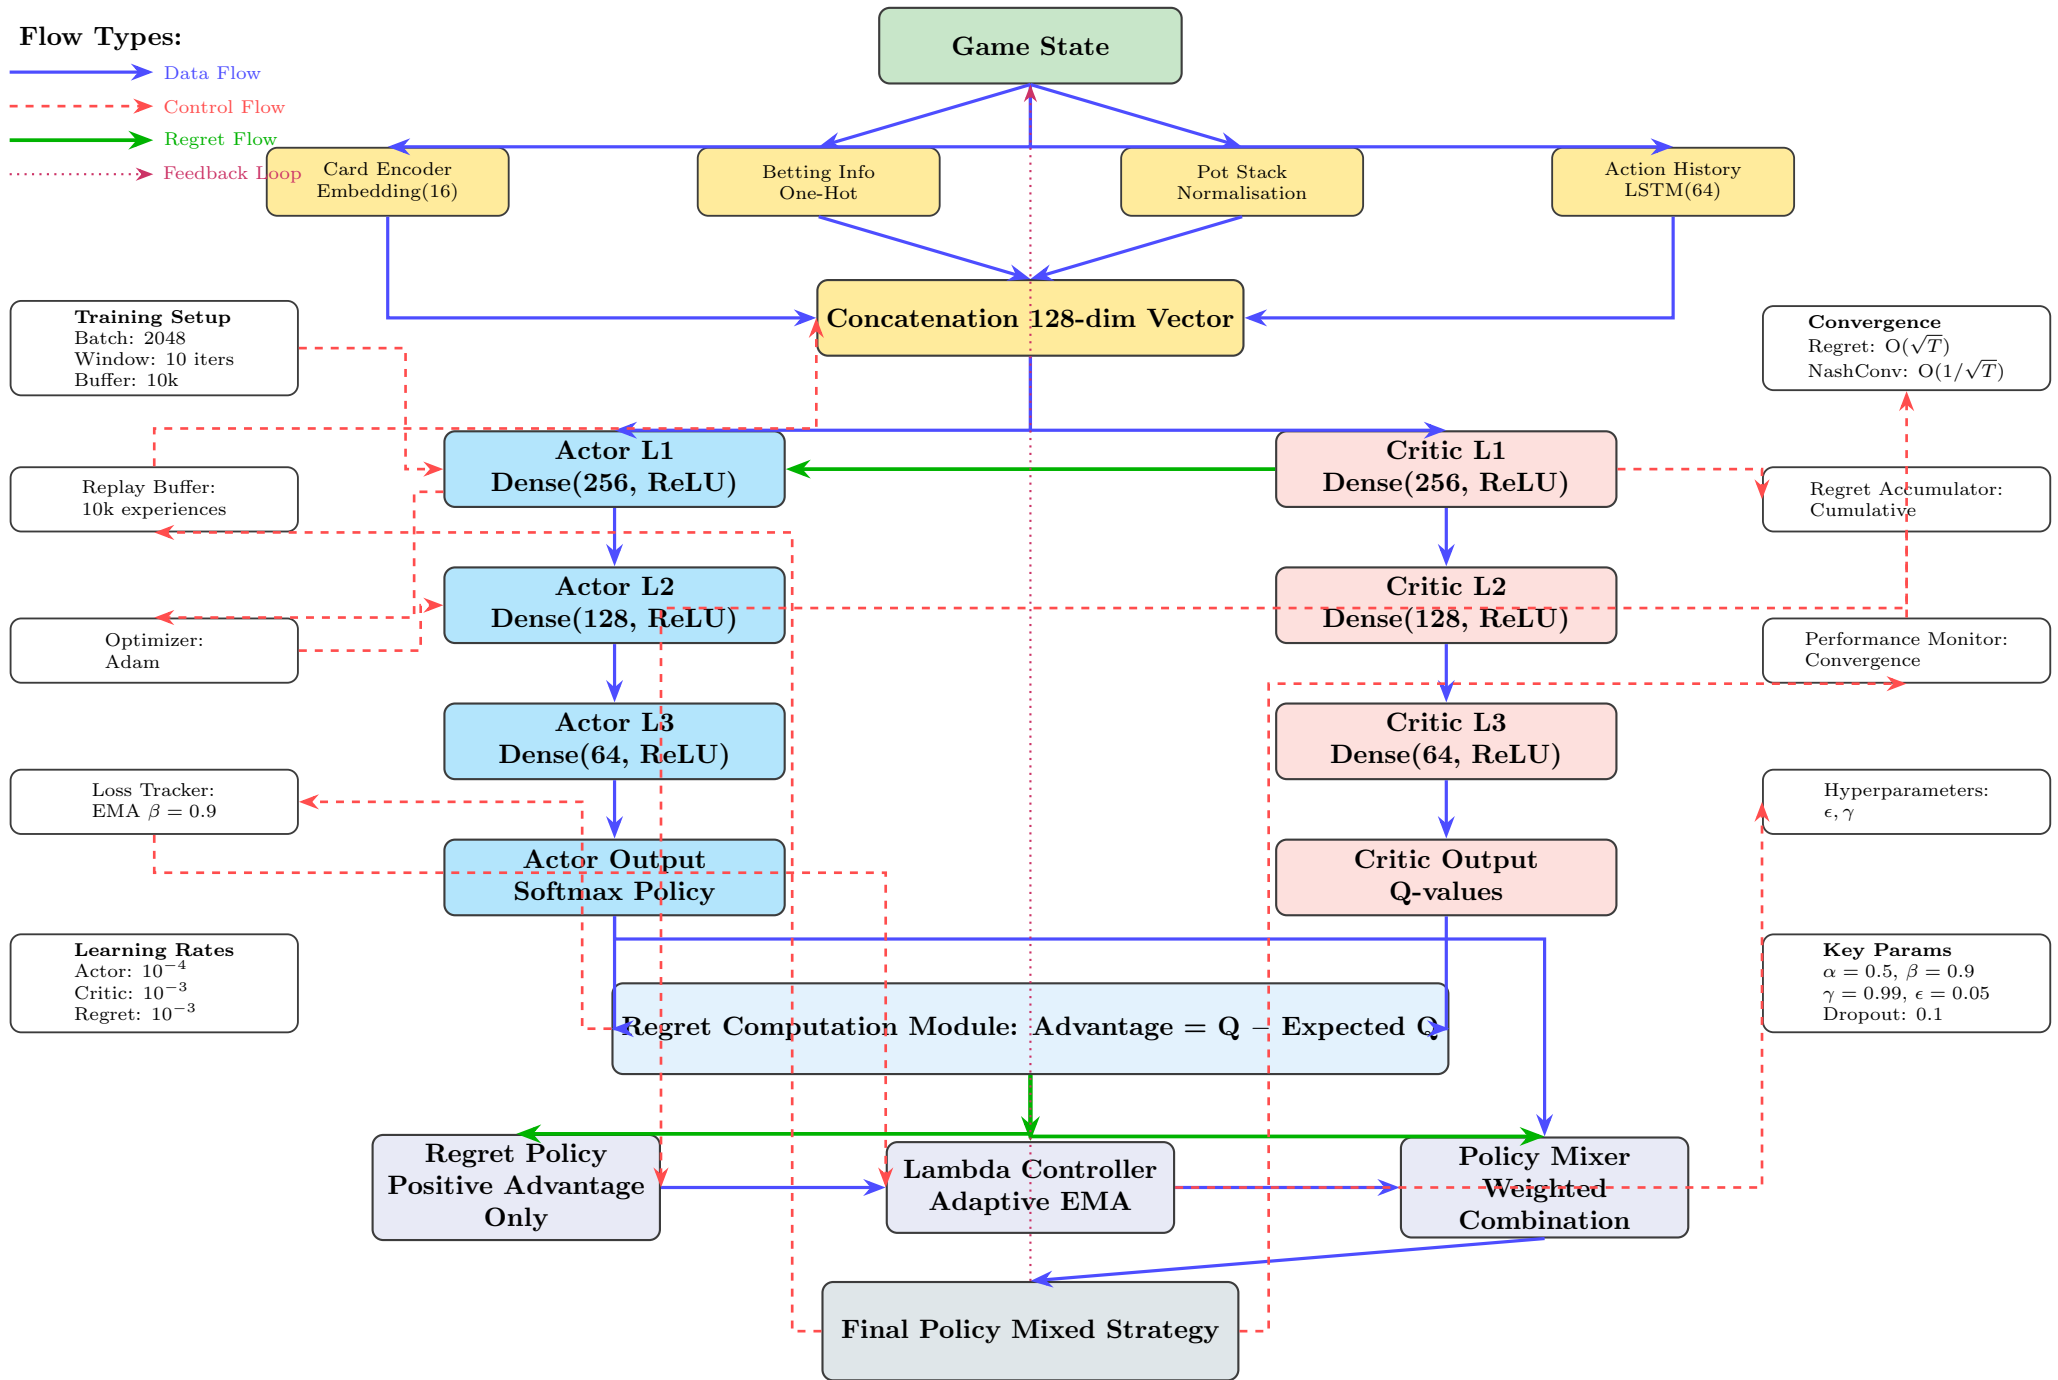 Flow Types:
Data Flow
Control Flow
Regret Flow
Feedback Loop
Game State
Card Encoder
Embedding(16)
Betting Info
One-Hot
Pot Stack
Normalisation
Action History
LSTM(64)
Concatenation 128-dim Vector
Training Setup
Batch: 2048
Window: 10 iters
Buffer: 10k
Convergence
Regret: O(√T)
NashConv: O(1/√T)
Actor L1
Dense(256, ReLU)
Critic L1
Dense(256, ReLU)
Replay Buffer:
10k experiences
Regret Accumulator:
Cumulative
Actor L2
Dense(128, ReLU)
Critic L2
Dense(128, ReLU)
Optimizer:
Adam
Performance Monitor:
Convergence
Actor L3
Dense(64, ReLU)
Critic L3
Dense(64, ReLU)
Loss Tracker:
EMA β = 0.9
Hyperparameters:
ϵ, γ
Actor Output
Softmax Policy
Critic Output
Q-values
Learning Rates
Actor: 10⁻⁴
Critic: 10⁻³
Regret: 10⁻³
Key Params
α = 0.5, β = 0.9
γ = 0.99, ϵ = 0.05
Dropout: 0.1
Regret Computation Module: Advantage = Q − Expected Q
Regret Policy
Positive Advantage
Only
Lambda Controller
Adaptive EMA
Policy Mixer
Weighted
Combination
Final Policy Mixed Strategy